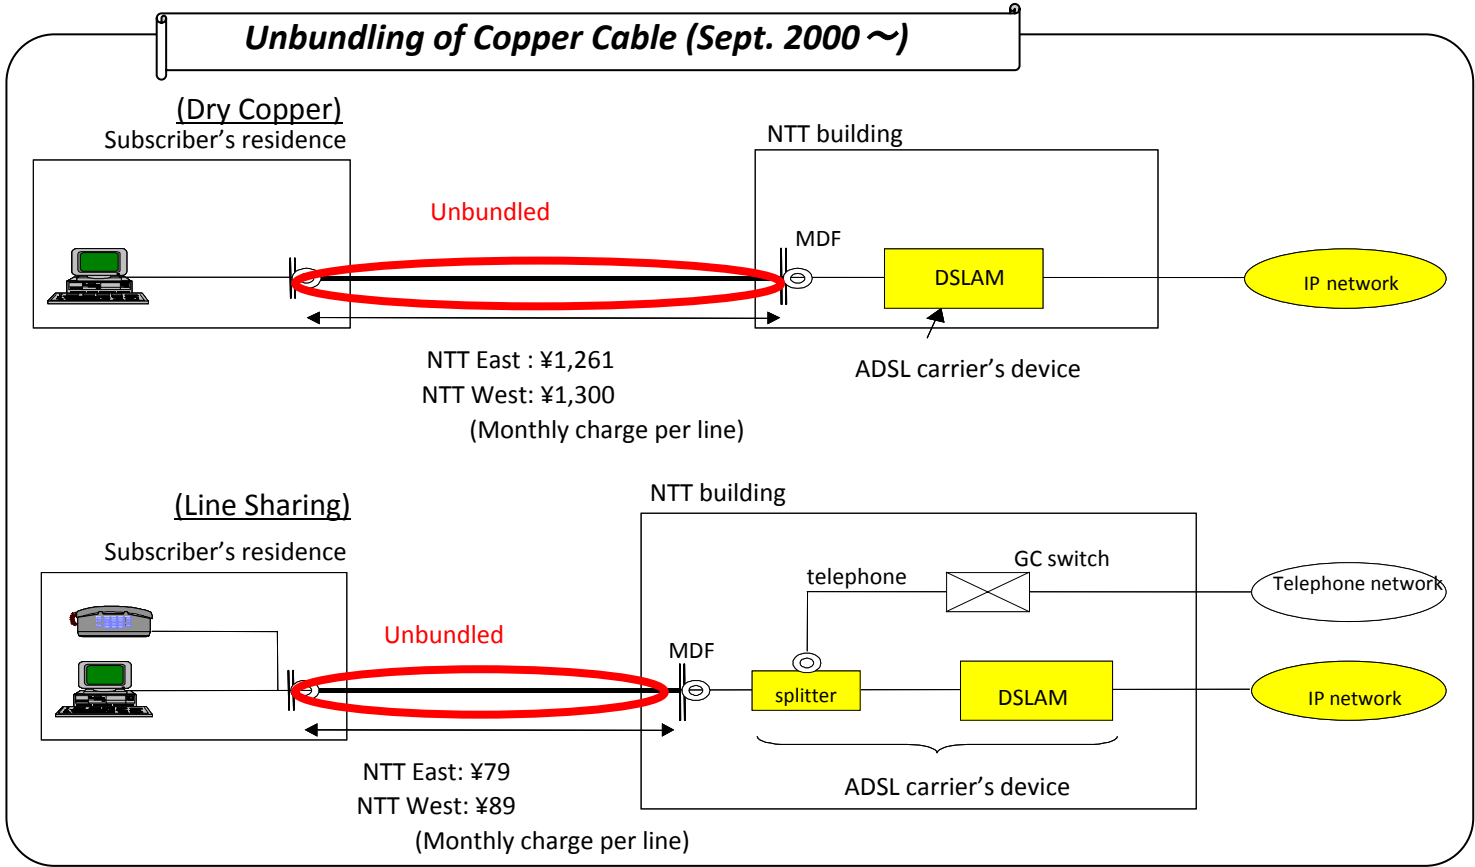 Unbundling of Copper Cable (Sept. 2000～)
(Dry Copper)
Subscriber's residence
NTT building
Unbundled
MDF
DSLAM
IP network
NTT East : ¥1,261
NTT West: ¥1,300
(Monthly charge per line)
ADSL carrier's device
(Line Sharing)
Subscriber's residence
NTT building
GC switch
telephone
Telephone network
Unbundled
MDF
splitter
DSLAM
IP network
NTT East: ¥79
NTT West: ¥89
(Monthly charge per line)
ADSL carrier's device